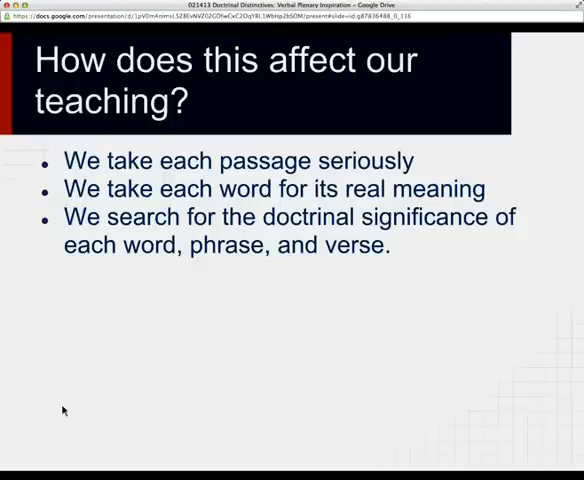 021413 Doctrinal Distinctives: Verbal Plenary Inspiration – Google Drive
How does this affect our
teaching?
We take each passage seriously
We take each word for its real meaning
We search for the doctrinal significance of
each word, phrase, and verse.